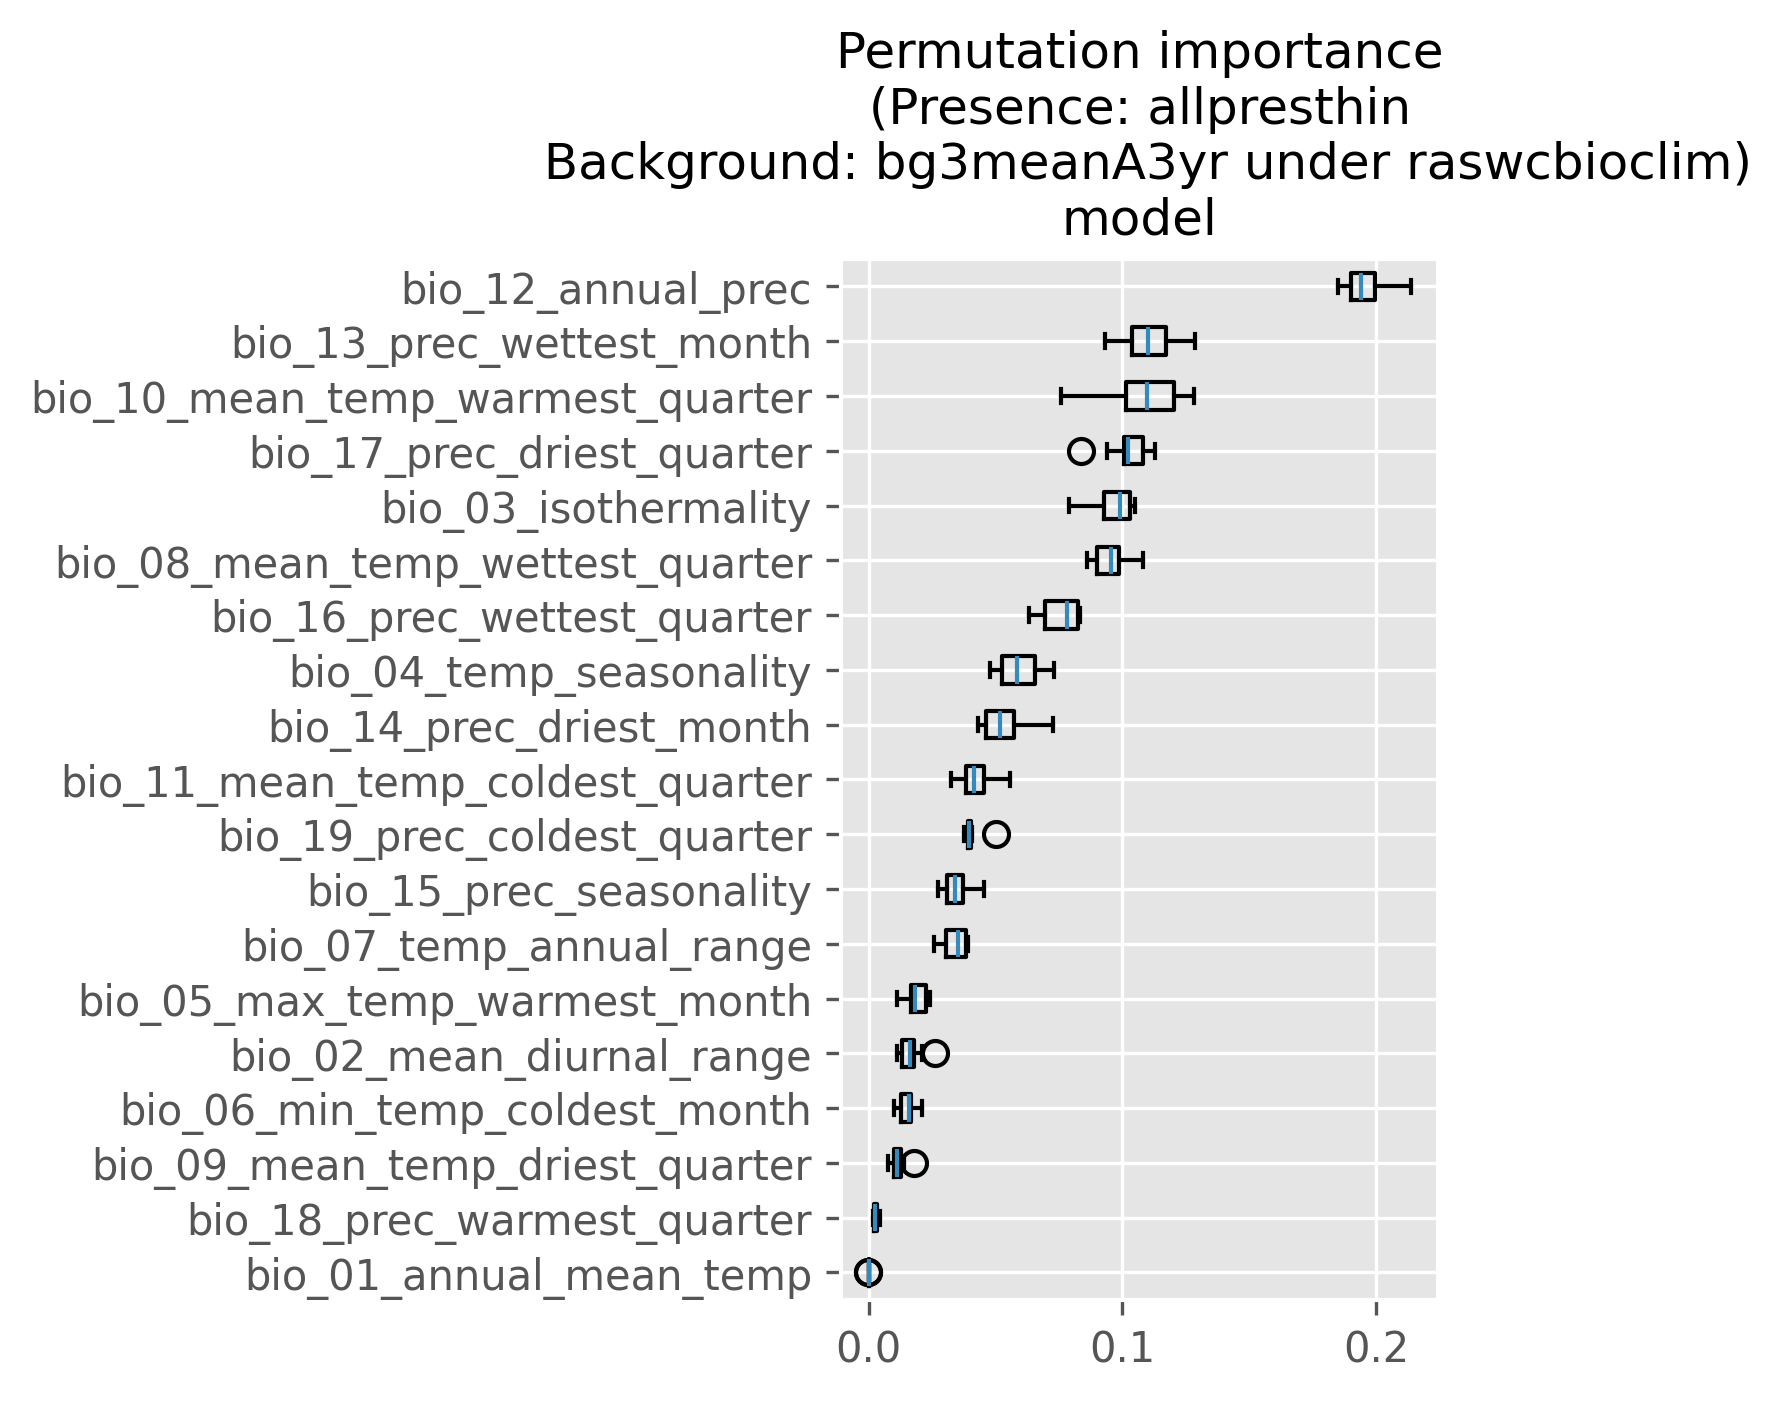 Permutation importance
(Presence: allpresthin
Background: bg3meanA3yr under raswcbioclim)
model
bio_12_annual_prec
bio_13_prec_wettest_month
bio_10_mean_temp_warmest_quarter
bio_17_prec_driest_quarter
bio_03_isothermality
bio_08_mean_temp_wettest_quarter
bio_16_prec_wettest_quarter
bio_04_temp_seasonality
bio_14_prec_driest_month
bio_11_mean_temp_coldest_quarter
bio_19_prec_coldest_quarter
bio_15_prec_seasonality
bio_07_temp_annual_range
bio_05_max_temp_warmest_month
bio_02_mean_diurnal_range
bio_06_min_temp_coldest_month
bio_09_mean_temp_driest_quarter
bio_18_prec_warmest_quarter
bio_01_annual_mean_temp
0.0 0.1 0.2